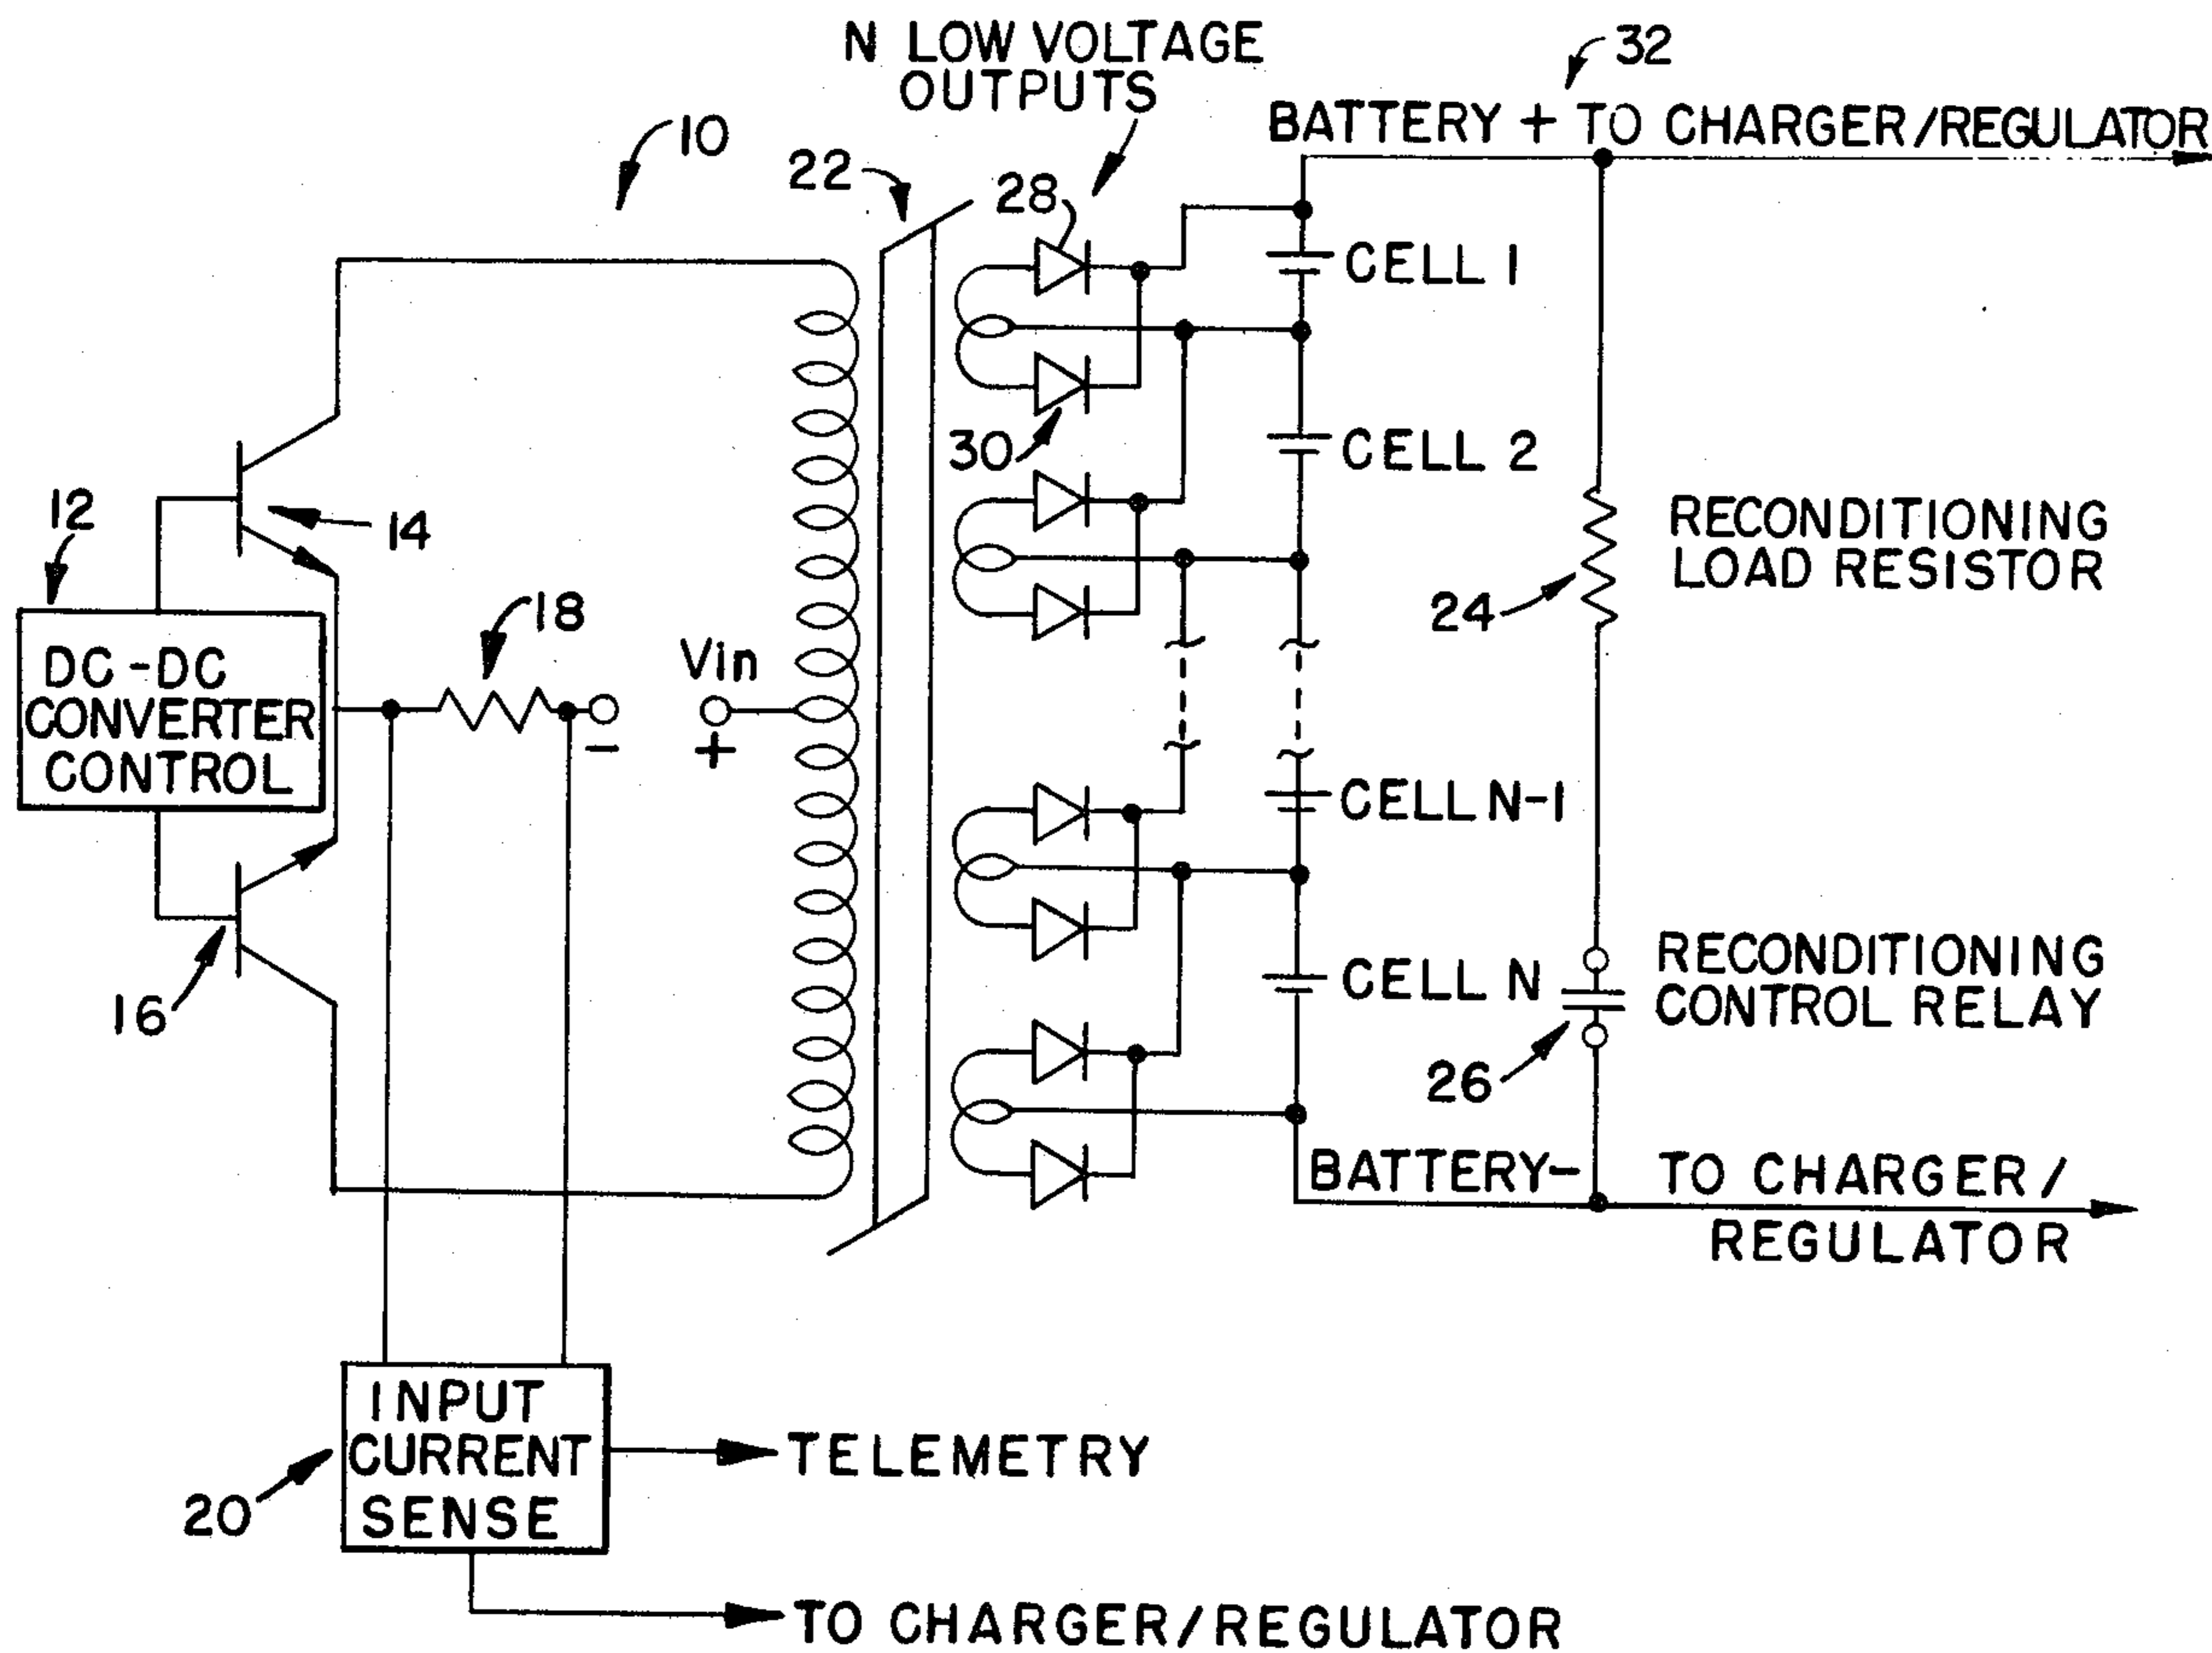 N LOW VOLTAGE
OUTPUTS
32
BATTERY + TO CHARGER/REGULATOR
10
22
28
CELL 1
30
CELL 2
12
14
RECONDITIONING
LOAD RESISTOR
24
18
Vin
DC-DC
CONVERTER
CONTROL
−
+
CELL N-1
16
CELL N
RECONDITIONING
CONTROL RELAY
26
BATTERY− TO CHARGER/
REGULATOR
INPUT
CURRENT
SENSE
20
TELEMETRY
TO CHARGER/REGULATOR